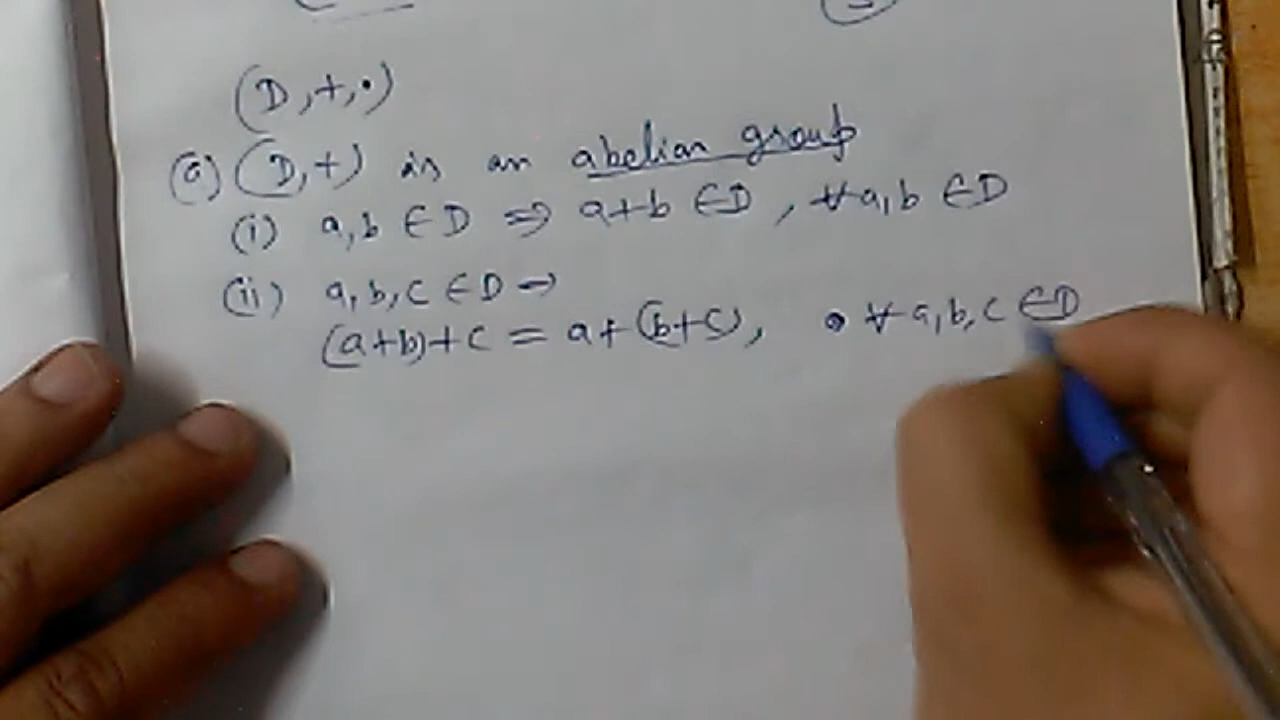 (D,+,•)
(a) (D,+) is an abelian group
(i) a,b ∈ D ⇒ a+b ∈ D, ∀ a,b ∈ D
(ii) a,b,c ∈ D →
(a+b)+c = a+(b+c), ∀ a,b,c ∈ D